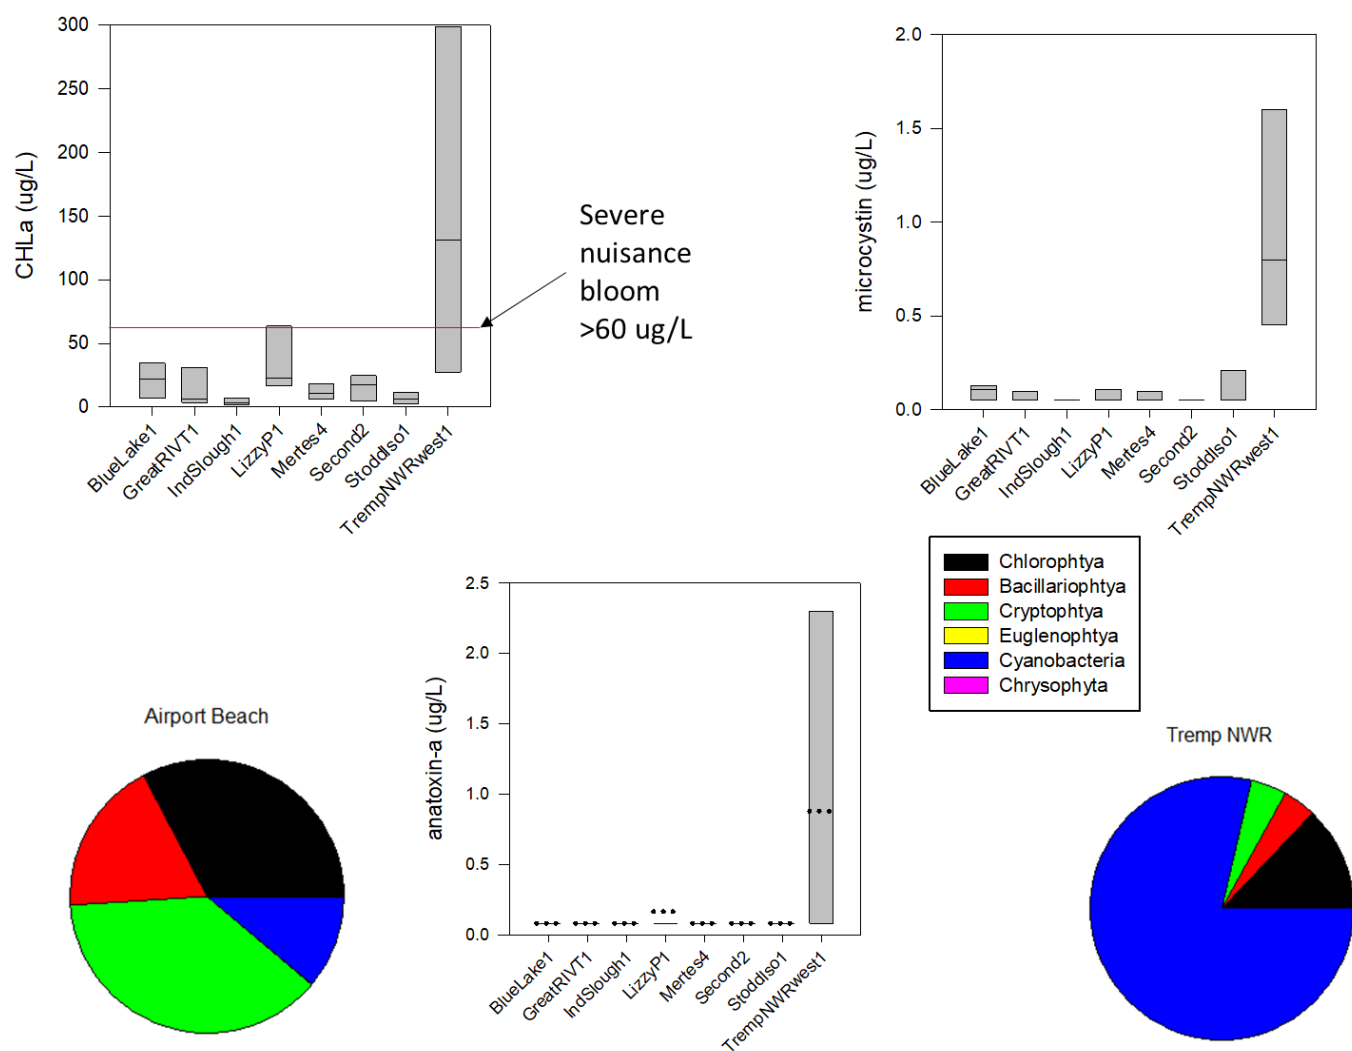 300
250
200
150
100
50
0
CHLa (ug/L)
BlueLake1
GreatRIVT1
IndSlough1
LizzyP1
Mertes4
Second2
StoddIso1
TrempNWRwest1
Severe
nuisance
bloom
>60 ug/L
2.0
1.5
1.0
0.5
0.0
microcystin (ug/L)
BlueLake1
GreatRIVT1
IndSlough1
LizzyP1
Mertes4
Second2
StoddIso1
TrempNWRwest1
Chlorophtya
Bacillariophtya
Cryptophtya
Euglenophtya
Cyanobacteria
Chrysophyta
2.5
2.0
1.5
1.0
0.5
0.0
anatoxin-a (ug/L)
BlueLake1
GreatRIVT1
IndSlough1
LizzyP1
Mertes4
Second2
StoddIso1
TrempNWRwest1
Airport Beach
Tremp NWR